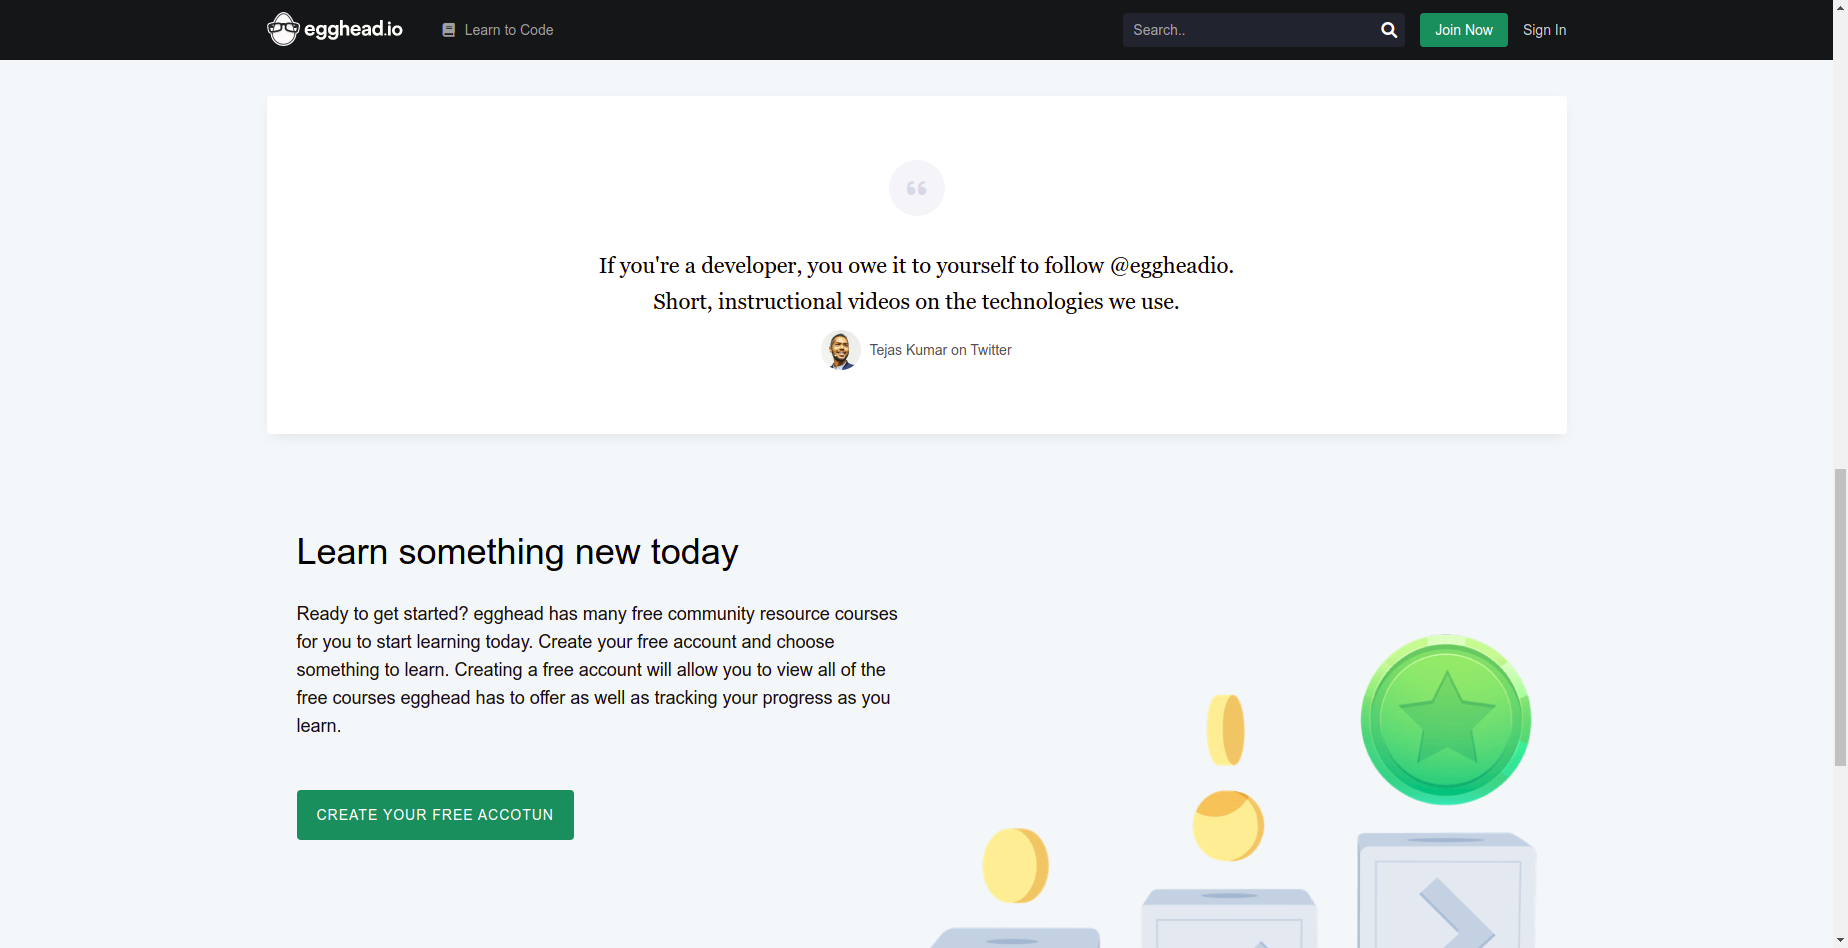 egghead.io
Learn to Code
Search..
Join Now
Sign In
“
If you're a developer, you owe it to yourself to follow @eggheadio.
Short, instructional videos on the technologies we use.
Tejas Kumar on Twitter
Learn something new today
Ready to get started? egghead has many free community resource courses
for you to start learning today. Create your free account and choose
something to learn. Creating a free account will allow you to view all of the
free courses egghead has to offer as well as tracking your progress as you
learn.
CREATE YOUR FREE ACCOTUN